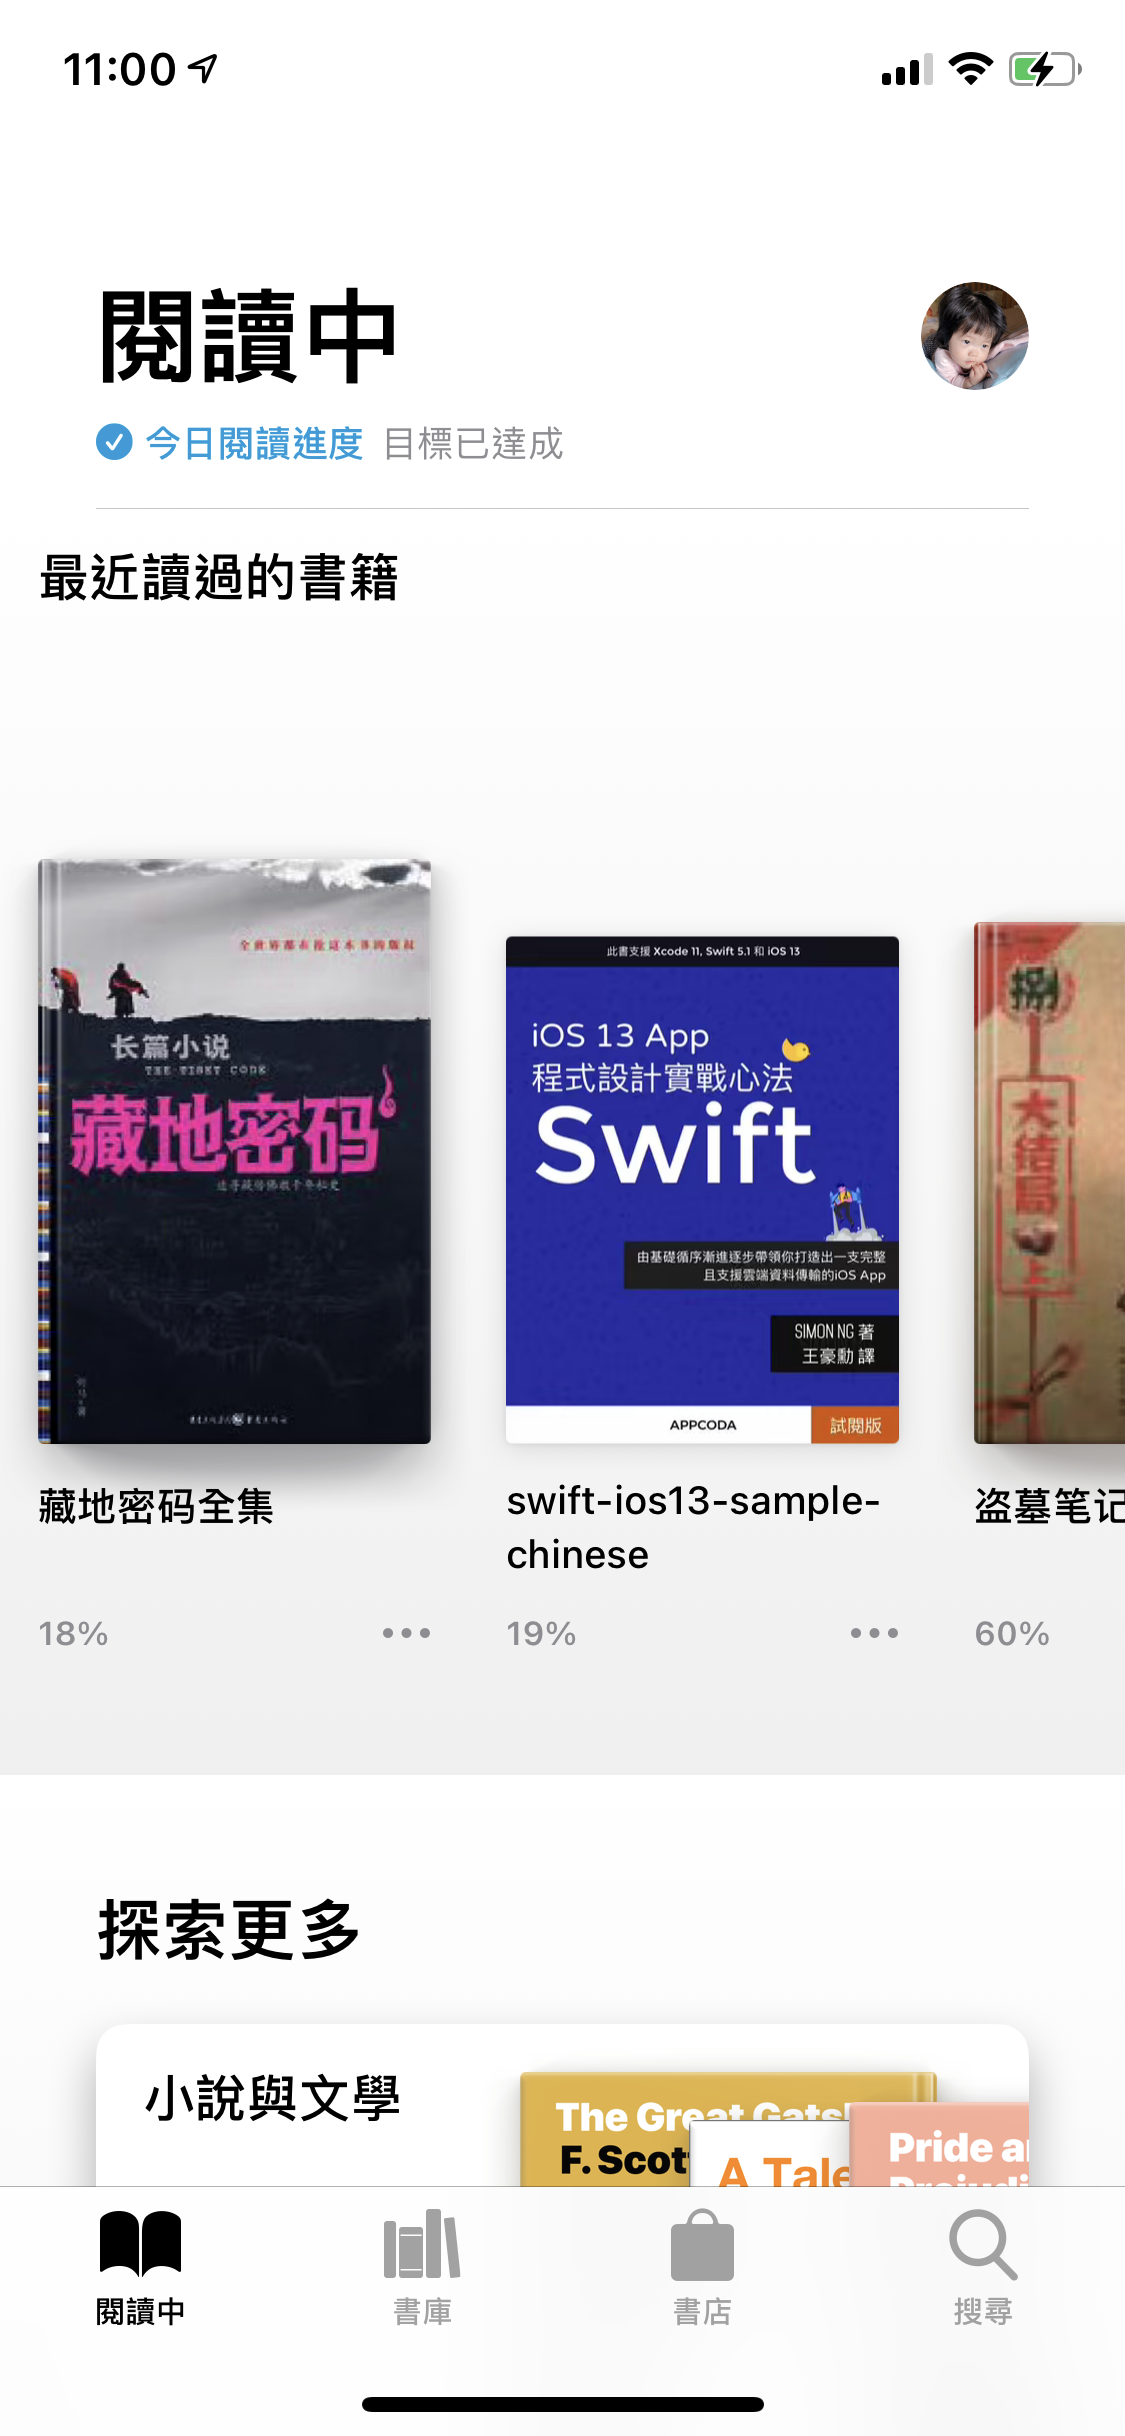 11:00
閱讀中
今日閱讀進度 目標已達成
最近讀過的書籍
长篇小说
THE TIBET CODE
藏地密码
此書支援 Xcode 11, Swift 5.1 和 iOS 13
iOS 13 App
程式設計實戰心法
Swift
由基礎循序漸進逐步帶領你打造出一支完整
且支援雲端資料傳輸的iOS App
SIMON NG 著
王豪勳 譯
APPCODA
試閱版
藏地密码全集
swift-ios13-sample-
chinese
盗墓笔记
18%
19%
60%
探索更多
小說與文學
The Great Gats
F. Scott
A Tale
Pride a
閱讀中
書庫
書店
搜尋